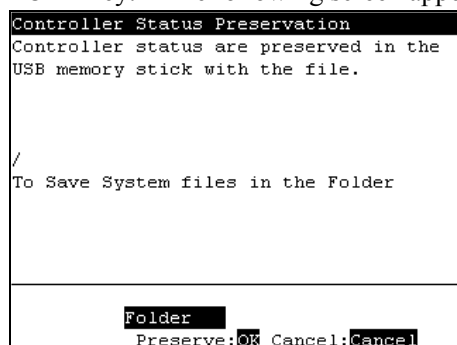 Controller Status Preservation
Controller status are preserved in the
USB memory stick with the file.
/
To Save System files in the Folder
Folder
Preserve:OK Cancel:Cancel